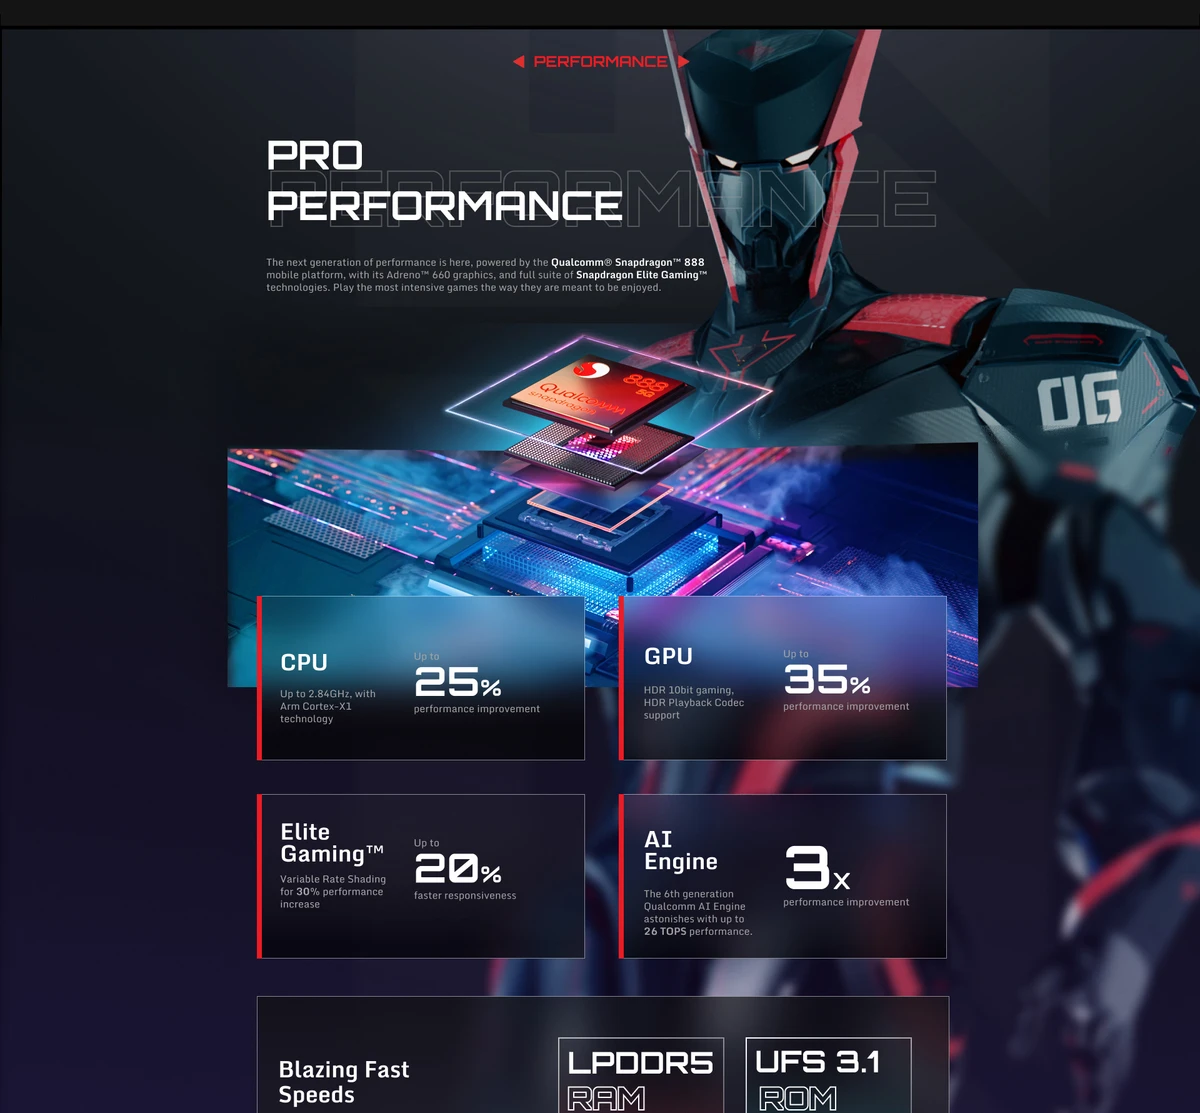 PERFORMANCE
PRO
PERFORMANCE
PERFORMANCE
The next generation of performance is here, powered by the Qualcomm® Snapdragon™ 888
mobile platform, with its Adreno™ 660 graphics, and full suite of Snapdragon Elite Gaming™
technologies. Play the most intensive games the way they are meant to be enjoyed.
888
5G
Qualcomm
snapdragon
06
CPU
Up to 2.84GHz, with
Arm Cortex-X1
technology
Up to
25%
performance improvement
GPU
HDR 10bit gaming,
HDR Playback Codec
support
Up to
35%
performance improvement
Elite
Gaming™
Variable Rate Shading
for 30% performance
increase
Up to
20%
faster responsiveness
AI
Engine
The 6th generation
Qualcomm AI Engine
astonishes with up to
26 TOPS performance.
3x
performance improvement
Blazing Fast
Speeds
LPDDR5
RAM
UFS 3.1
ROM